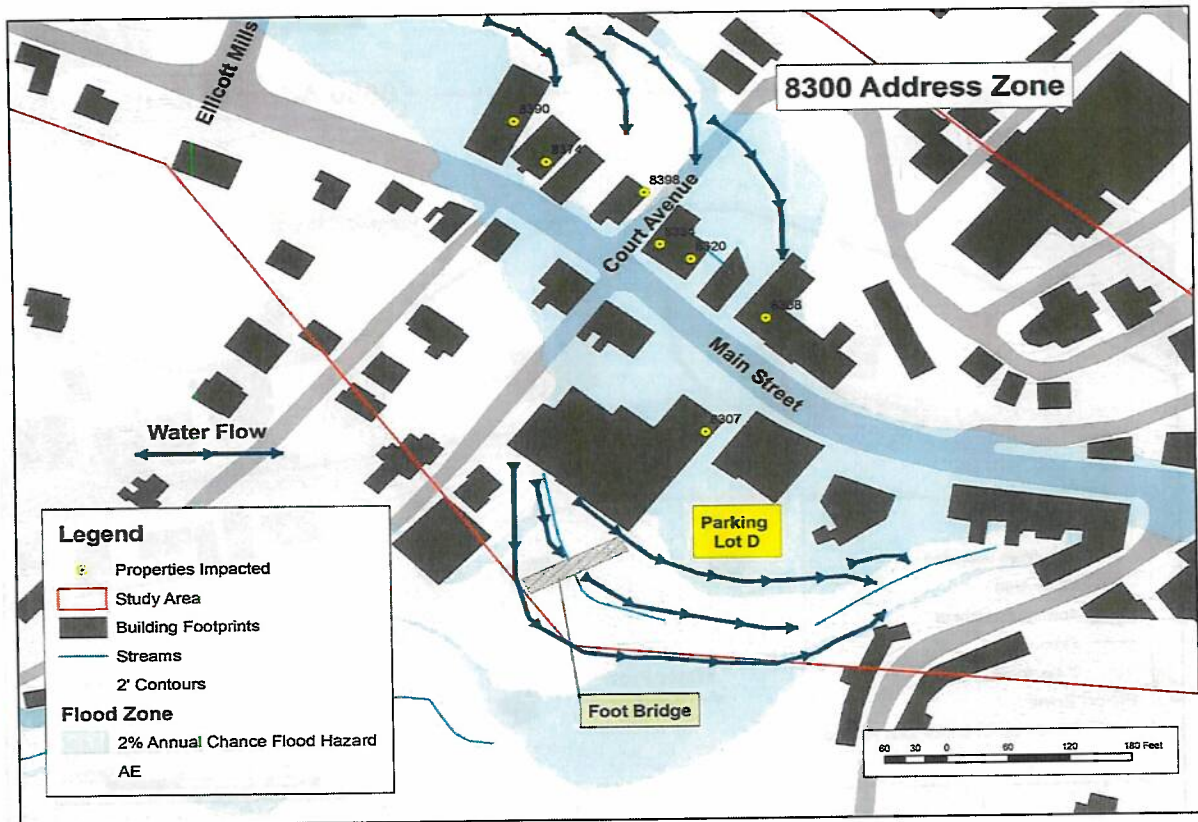 8300 Address Zone
Ellicott Mills
8390
8374
8398
Court Avenue
8320
Main Street
8307
Water Flow
Parking
Lot D
Foot Bridge
Legend
Properties Impacted
Study Area
Building Footprints
Streams
2' Contours
Flood Zone
2% Annual Chance Flood Hazard
AE
60 30 0 60 120 180 Feet